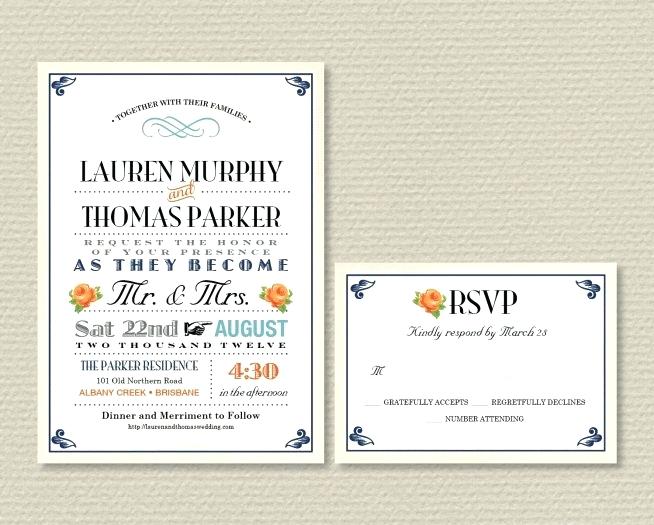 • TOGETHER WITH THEIR FAMILIES •
LAUREN MURPHY
and
THOMAS PARKER
REQUEST THE HONOR
OF YOUR PRESENCE
AS THEY BECOME
Mr. & Mrs.
Sat 22nd AUGUST
TWO THOUSAND TWELVE
THE PARKER RESIDENCE
101 Old Northern Road
ALBANY CREEK • BRISBANE
4:30
in the afternoon
Dinner and Merriment to Follow
http://laurenandthomaswedding.com
RSVP
Kindly respond by March 23
M
GRATEFULLY ACCEPTS REGRETFULLY DECLINES
NUMBER ATTENDING